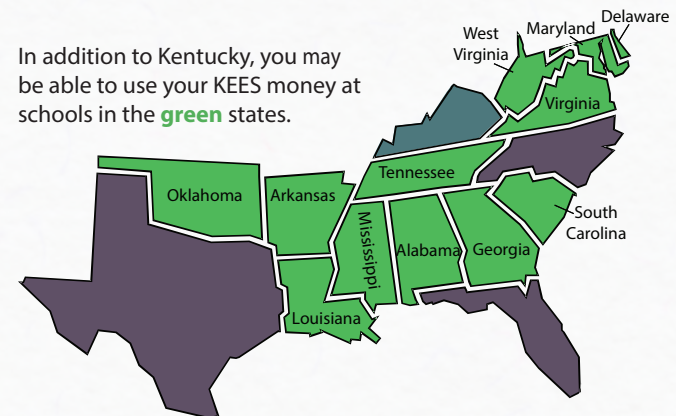 In addition to Kentucky, you may
be able to use your KEES money at
schools in the green states.
West
Virginia
Maryland
Delaware
Virginia
Tennessee
Oklahoma
Arkansas
Mississippi
Alabama
Georgia
South
Carolina
Louisiana